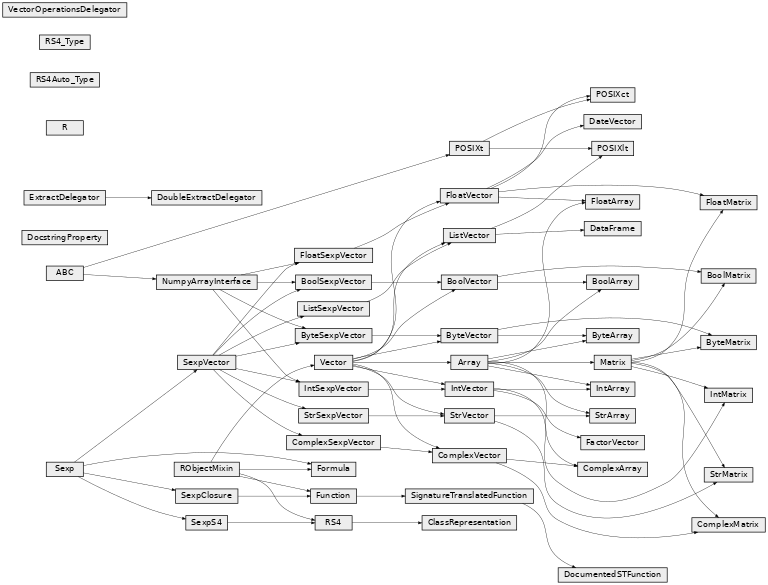 VectorOperationsDelegator
RS4_Type
RS4Auto_Type
POSIXct
DateVector
R
POSIXt
POSIXlt
ExtractDelegator
DoubleExtractDelegator
FloatVector
FloatArray
FloatMatrix
DocstringProperty
ListVector
DataFrame
FloatSexpVector
ABC
NumpyArrayInterface
BoolSexpVector
BoolVector
BoolArray
BoolMatrix
ListSexpVector
ByteSexpVector
ByteVector
ByteArray
ByteMatrix
SexpVector
Vector
Array
Matrix
IntSexpVector
IntVector
IntArray
IntMatrix
StrSexpVector
StrVector
StrArray
ComplexSexpVector
FactorVector
ComplexVector
Sexp
RObjectMixin
Formula
ComplexArray
StrMatrix
SexpClosure
Function
SignatureTranslatedFunction
SexpS4
RS4
ClassRepresentation
ComplexMatrix
DocumentedSTFunction